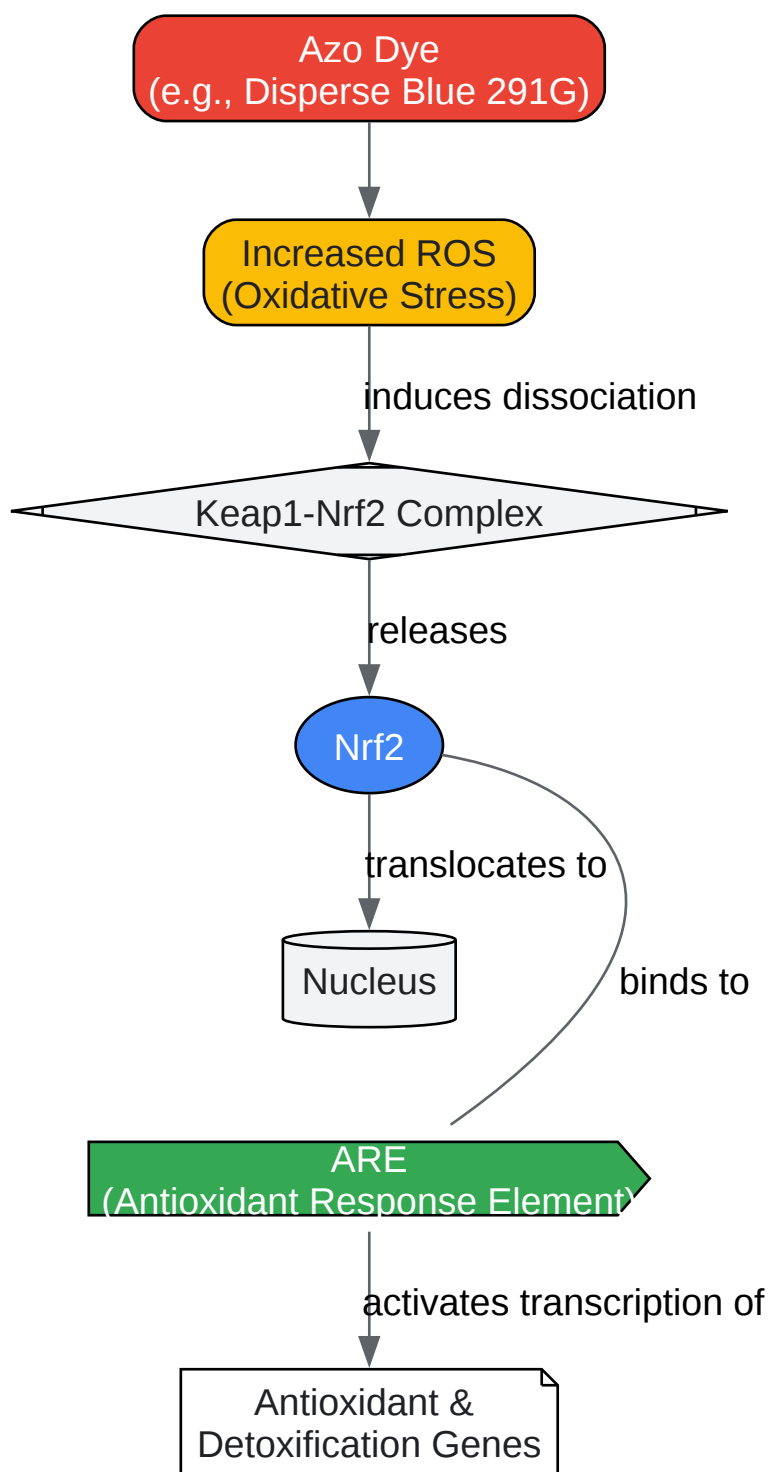 Azo Dye
(e.g., Disperse Blue 291G)
Increased ROS
(Oxidative Stress)
induces dissociation
Keap1-Nrf2 Complex
releases
Nrf2
translocates to
Nucleus
binds to
ARE
(Antioxidant Response Element)
activates transcription of
Antioxidant &
Detoxification Genes